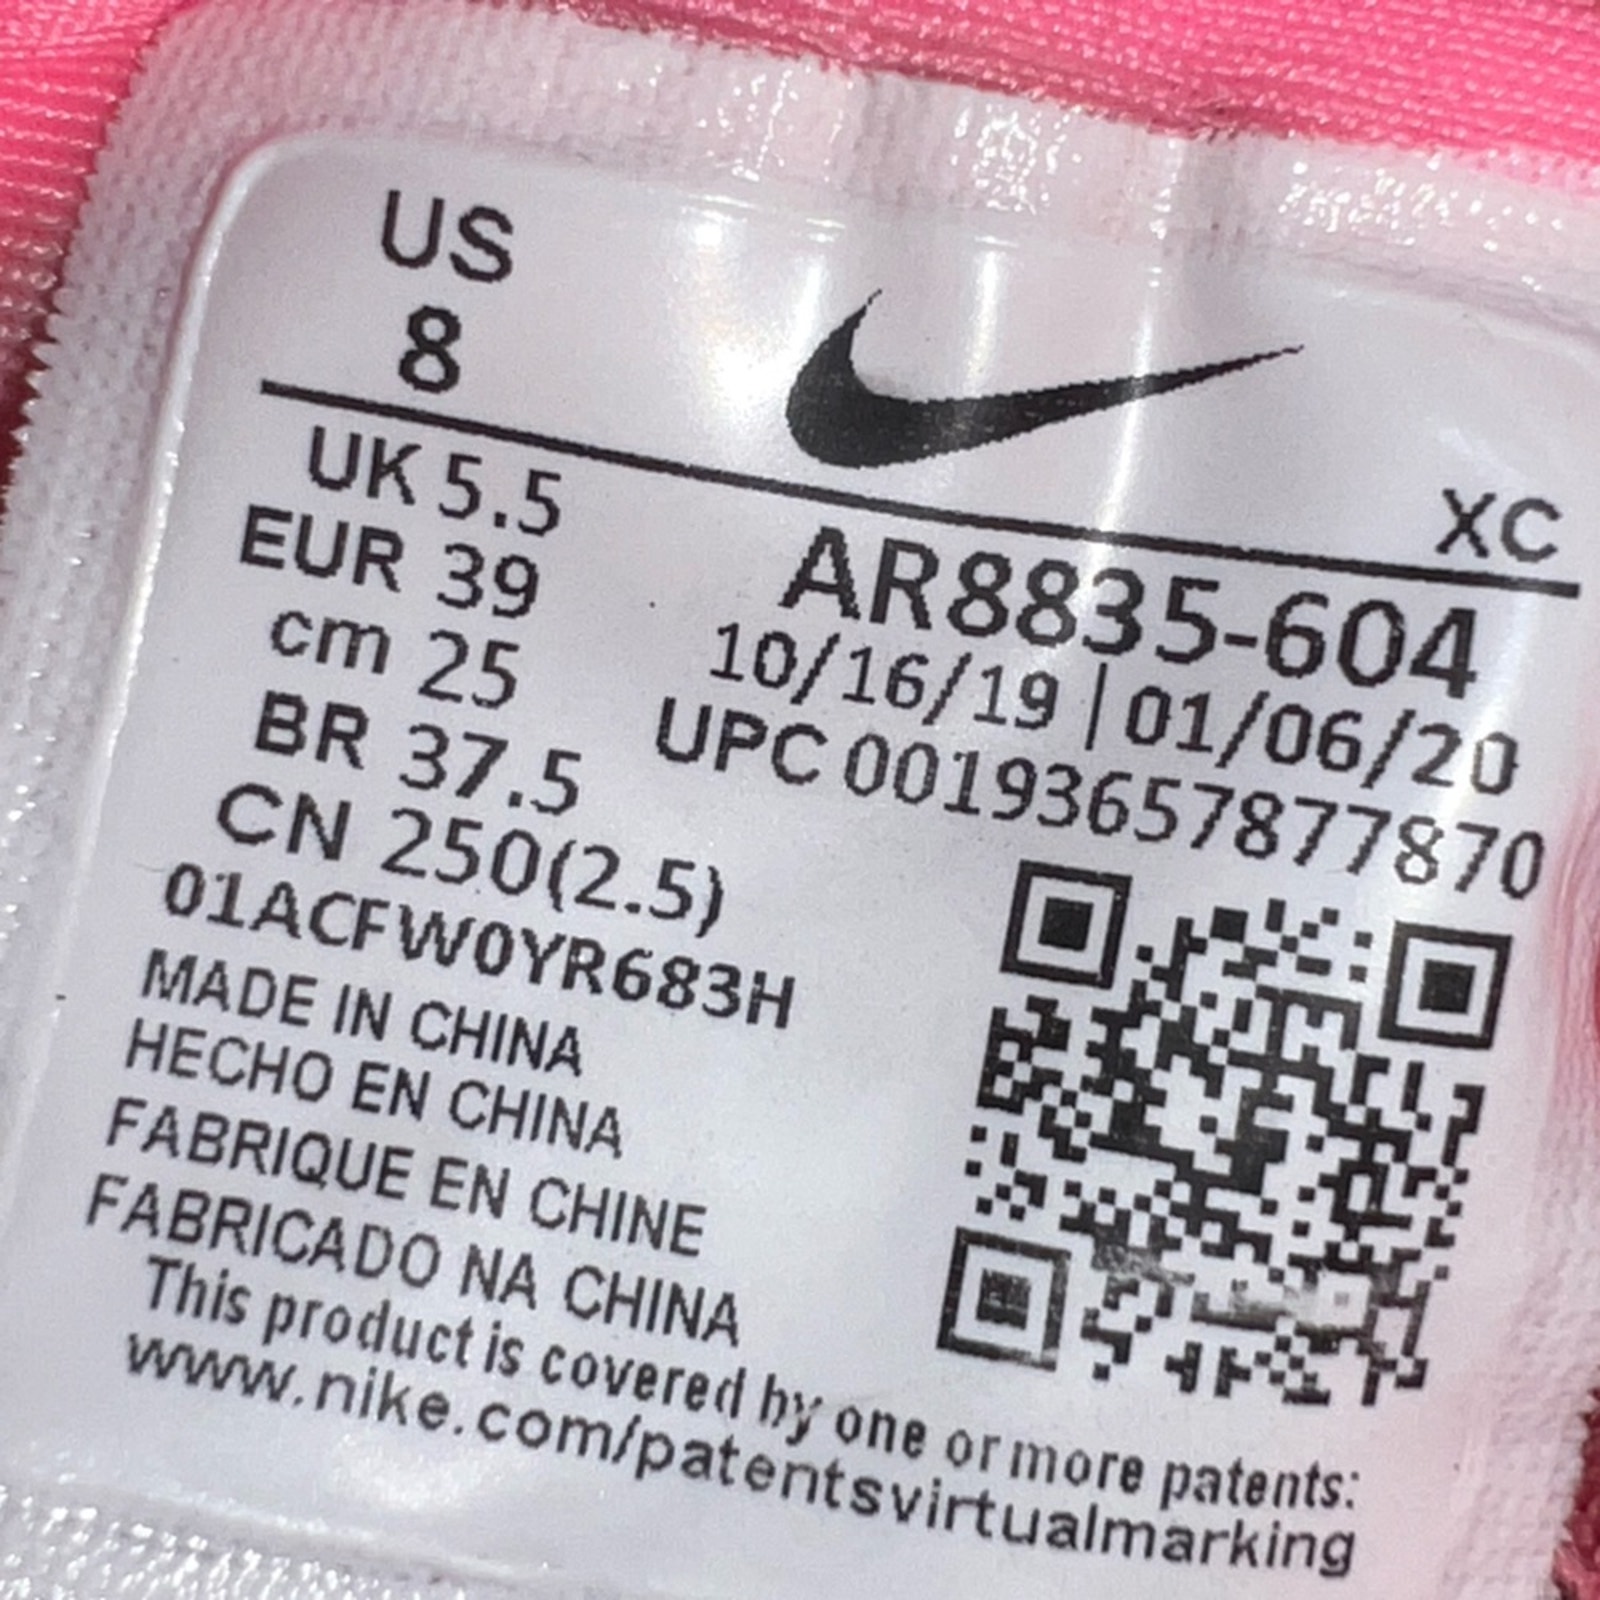 US
8
XC
UK 5.5
EUR 39
cm 25
BR 37.5
CN 250(2.5)
AR8835-604
10/16/19 | 01/06/20
UPC 00193657877870
01ACFW0YR683H
MADE IN CHINA
HECHO EN CHINA
FABRIQUE EN CHINE
FABRICADO NA CHINA
This product is covered by one or more patents:
www.nike.com/patentsvirtualmarking